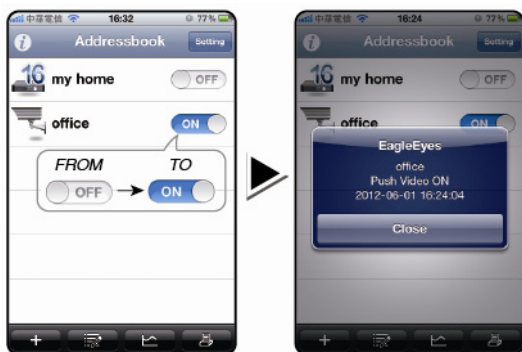 中華電信 16:32 77%
Addressbook Setting
16 my home OFF
office ON
FROM TO
OFF ON
中華電信 16:24 77%
Addressbook Setting
16 my home OFF
office ON
EagleEyes
office
Push Video ON
2012-06-01 16:24:04
Close